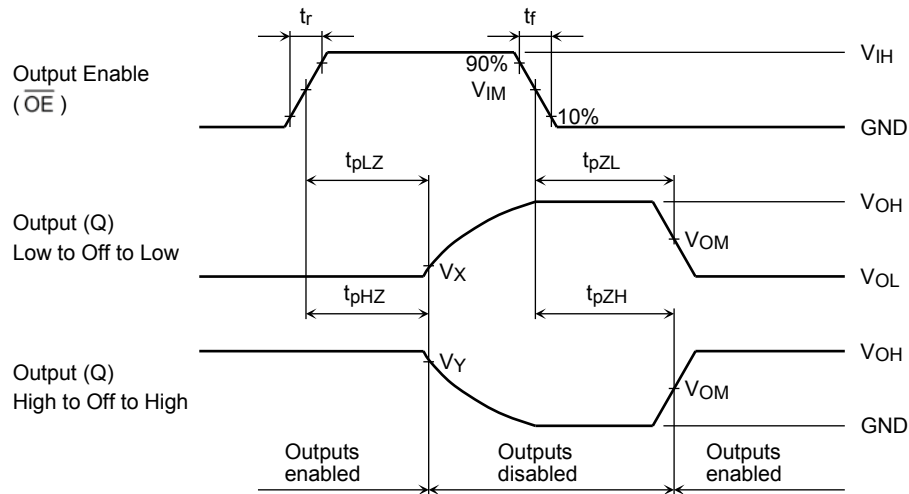 tr
tf
Output Enable
( OE )
90%
VIM
10%
VIH
GND
tpLZ
tpZL
Output (Q)
Low to Off to Low
VX
VOH
VOM
VOL
tpHZ
tpZH
Output (Q)
High to Off to High
VY
VOH
VOM
GND
Outputs
enabled
Outputs
disabled
Outputs
enabled